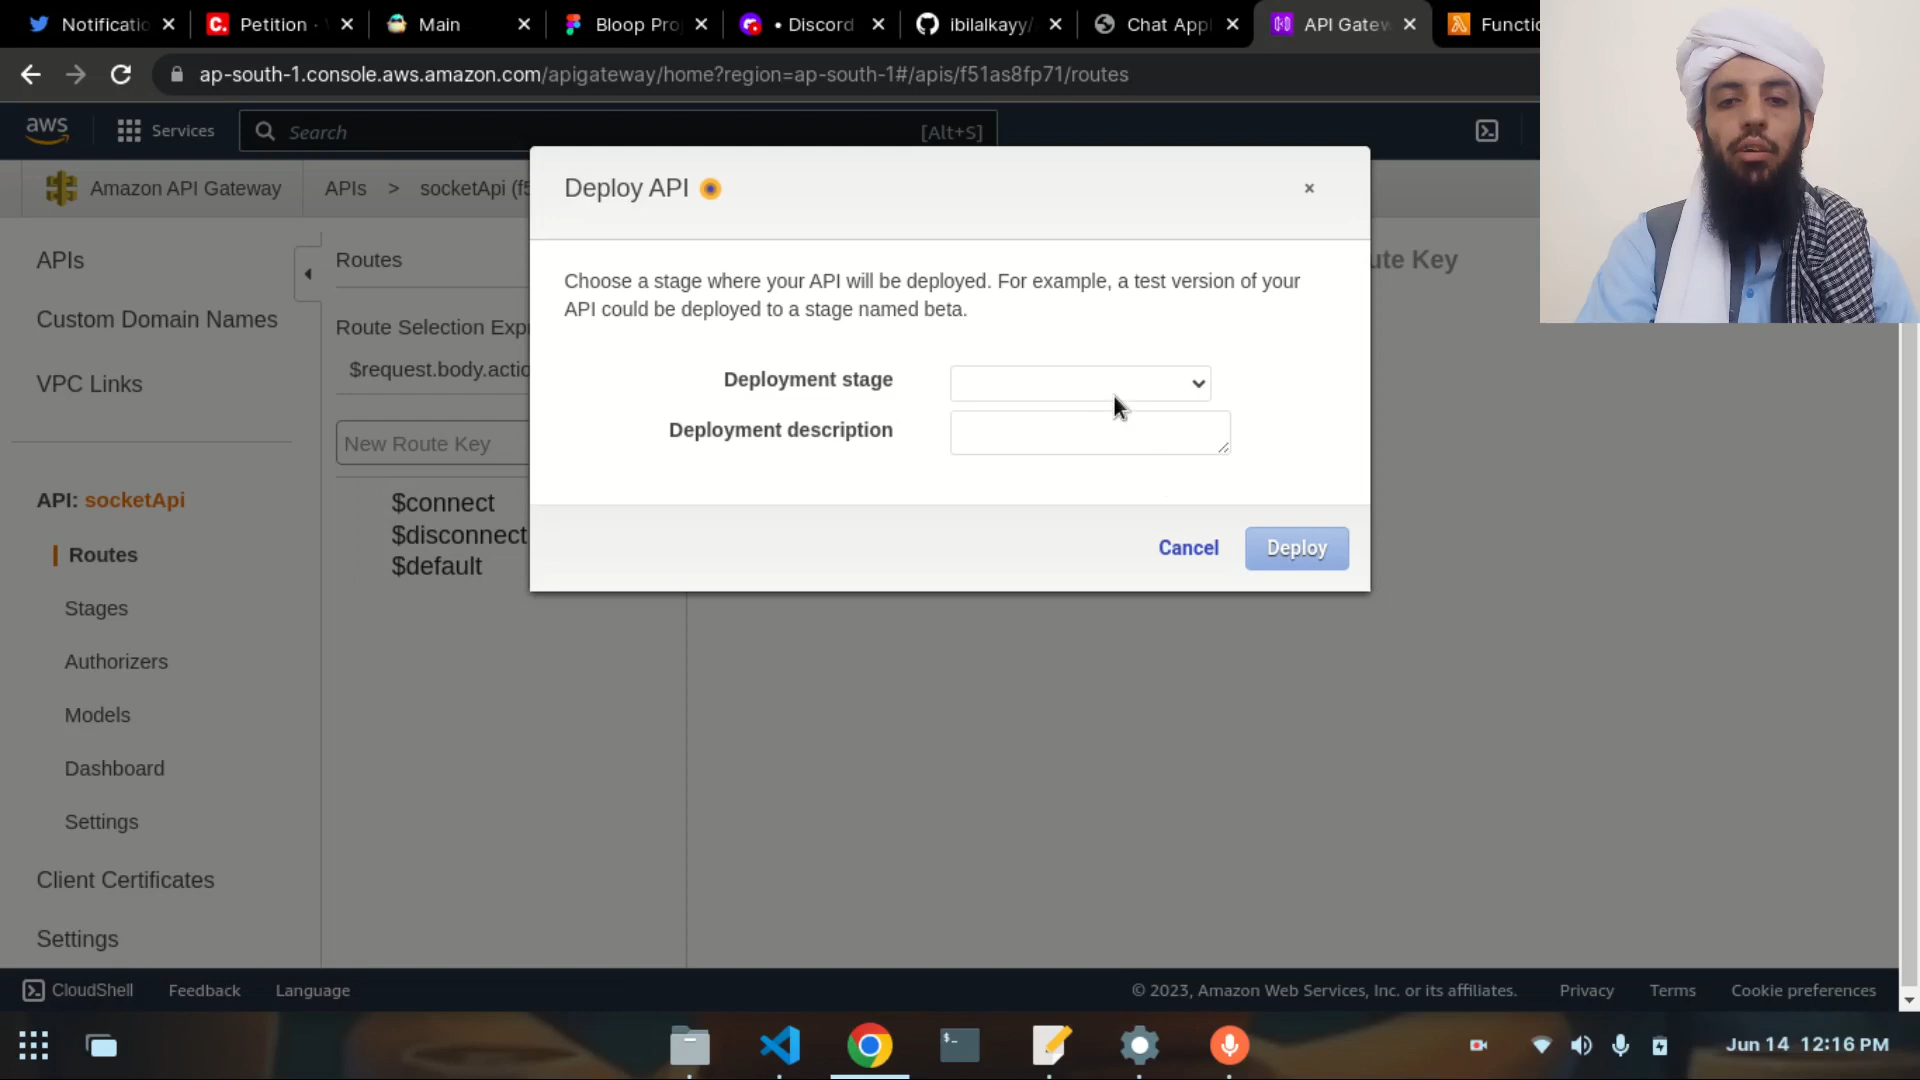 Notificatio
Petition ·
Main
Bloop Pro
• Discord
ibilalkayy/
Chat App
API Gatew
Functio
ap-south-1.console.aws.amazon.com/apigateway/home?region=ap-south-1#/apis/f51as8fp71/routes
aws
Services
Search
[Alt+S]
Amazon API Gateway
APIs > socketApi (f5
Deploy API
×
Choose a stage where your API will be deployed. For example, a test version of your
API could be deployed to a stage named beta.
Deployment stage
Deployment description
Cancel
Deploy
APIs
Custom Domain Names
VPC Links
API: socketApi
Routes
Stages
Authorizers
Models
Dashboard
Settings
Client Certificates
Settings
Routes
Route Selection Exp
$request.body.actio
New Route Key
$connect
$disconnect
$default
ute Key
CloudShell
Feedback
Language
© 2023, Amazon Web Services, Inc. or its affiliates.
Privacy
Terms
Cookie preferences
Jun 14 12:16 PM